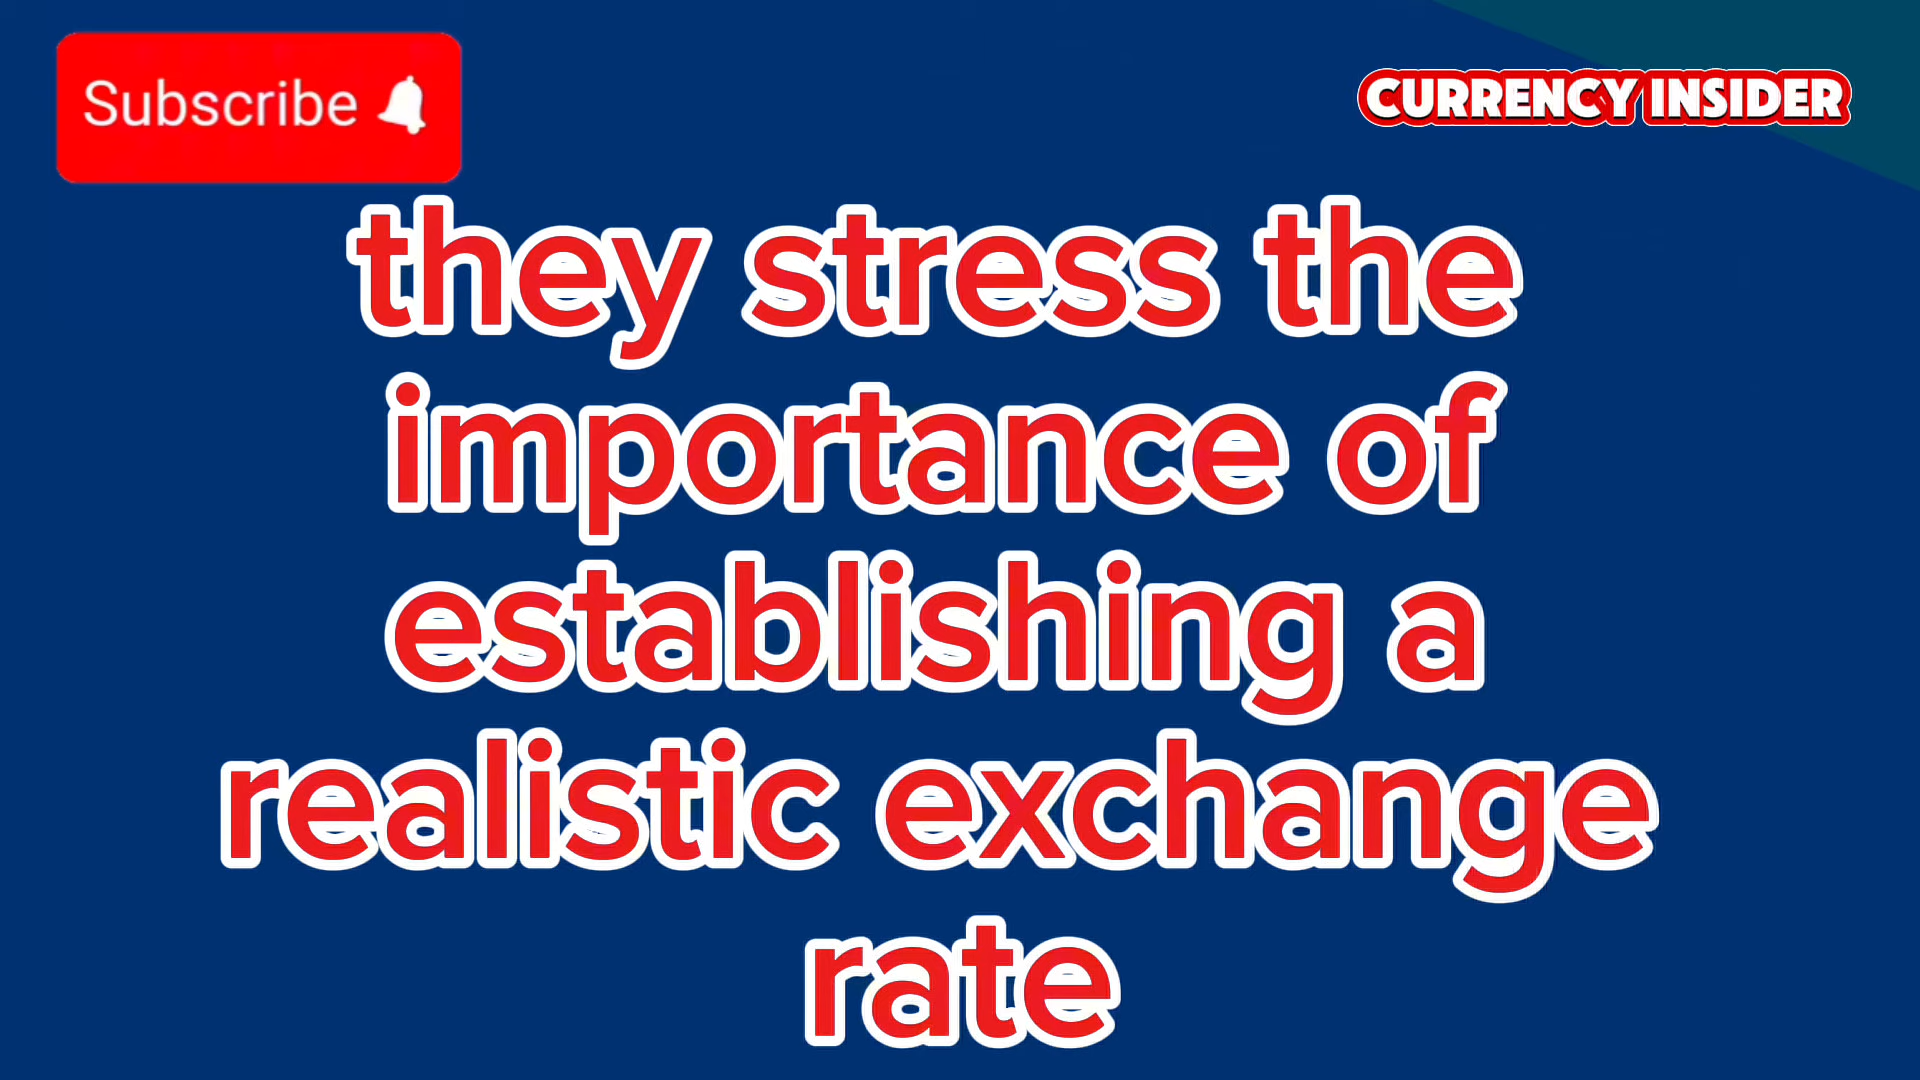 Subscribe
CURRENCY INSIDER
they stress the
importance of
establishing a
realistic exchange
rate